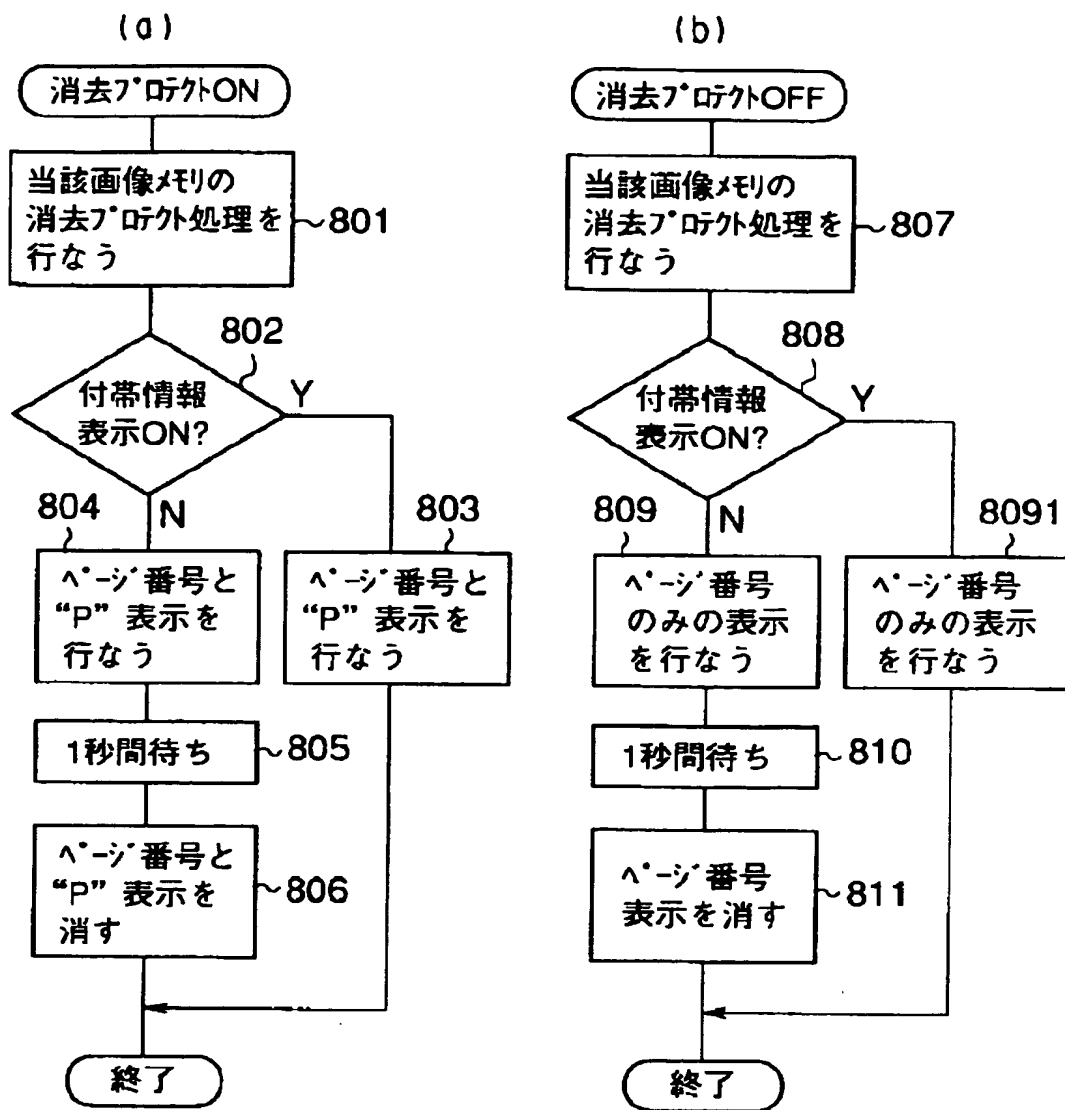 (a)
消去プロテクトON
当該画像メモリの
消去プロテクト処理を
行なう
801
802
付帯情報
表示ON?
Y
N
804
ページ番号と
“P” 表示を
行なう
803
ページ番号と
“P” 表示を
行なう
1秒間待ち
805
ページ番号と
“P” 表示を
消す
806
終了
(b)
消去プロテクトOFF
当該画像メモリの
消去プロテクト処理を
行なう
807
808
付帯情報
表示ON?
Y
N
809
ページ番号
のみの表示
を行なう
8091
ページ番号
のみの表示
を行なう
1秒間待ち
810
ページ番号
表示を消す
811
終了